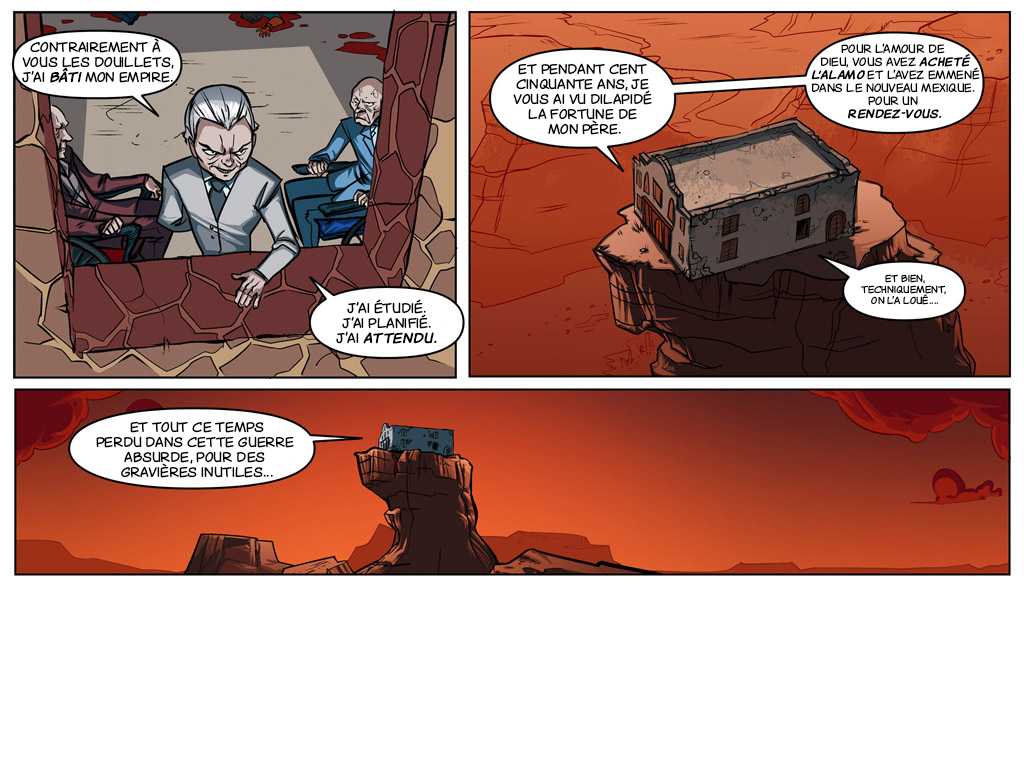 CONTRAIREMENT À
VOUS LES DOUILLETS,
J'AI BÂTI MON EMPIRE.
J'AI ÉTUDIÉ.
J'AI PLANIFIÉ.
J'AI ATTENDU.
ET PENDANT CENT
CINQUANTE ANS, JE
VOUS AI VU DILAPIDÉ
LA FORTUNE DE
MON PÈRE.
POUR L'AMOUR DE
DIEU, VOUS AVEZ ACHETÉ
L'ALAMO ET L'AVEZ EMMENÉ
DANS LE NOUVEAU MEXIQUE.
POUR UN
RENDEZ-VOUS.
ET BIEN,
TECHNIQUEMENT,
ON L'A LOUÉ....
ET TOUT CE TEMPS
PERDU DANS CETTE GUERRE
ABSURDE, POUR DES
GRAVIÈRES INUTILES...